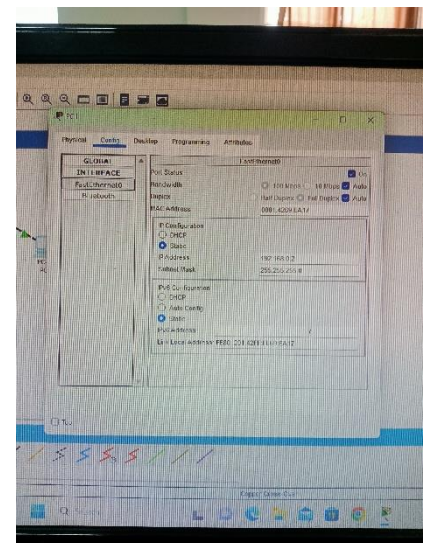 PC1
Physical Config Desktop Programming Attributes
GLOBAL
INTERFACE
FastEthernet0
Bluetooth
FastEthernet0
Port Status On
Bandwidth 100 Mbps 10 Mbps Auto
Duplex Half Duplex Full Duplex Auto
MAC Address
IP Configuration
DHCP
Static
IP Address 192.168.0.2
Subnet Mask 255.255.255.0
IPv6 Configuration
DHCP
Auto Config
Static
IPv6 Address /
Link Local Address:
Top